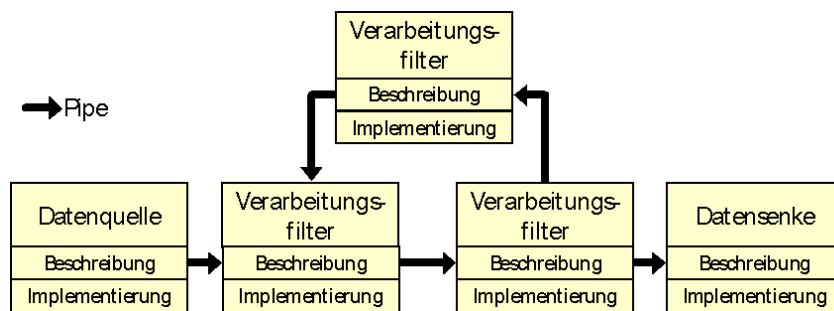 Verarbeitungs-
filter
Beschreibung
Implementierung
Pipe
Datenquelle
Beschreibung
Implementierung
Verarbeitungs-
filter
Beschreibung
Implementierung
Verarbeitungs-
filter
Beschreibung
Implementierung
Datensenke
Beschreibung
Implementierung